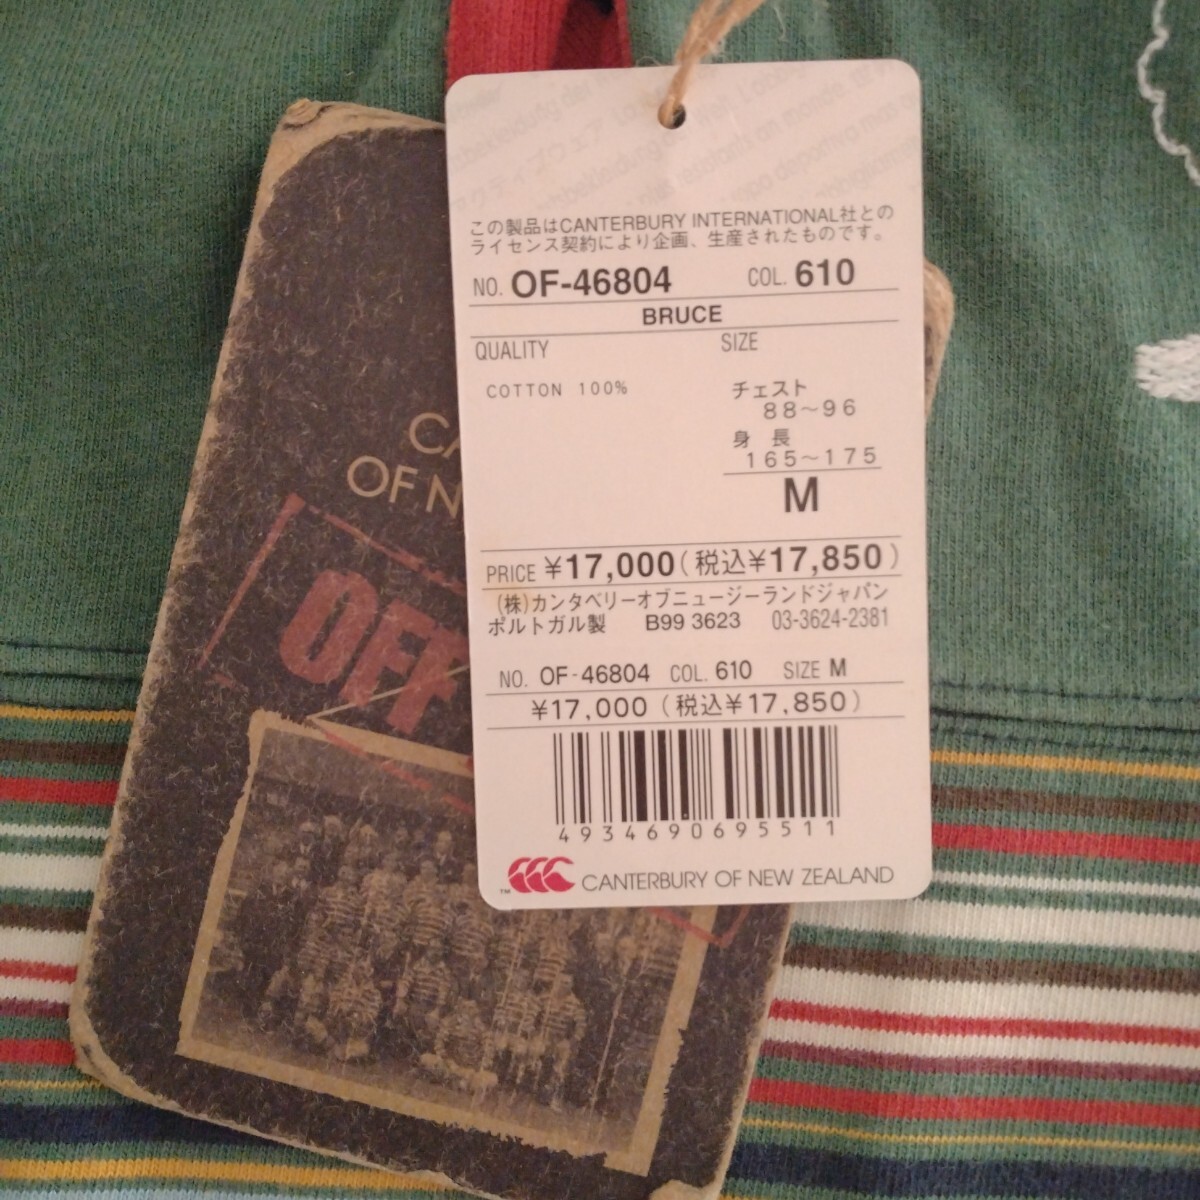 この製品はCANTERBURY INTERNATIONAL社との
ライセンス契約により企画、生産されたものです。
NO. OF-46804 COL. 610
BRUCE
QUALITY SIZE
COTTON 100%
チェスト
88〜96
身 長
165〜175
M
PRICE ¥17,000(税込¥17,850)
(株)カンタベリーオブニュージーランドジャパン
ポルトガル製 B99 3623 03-3624-2381
NO. OF-46804 COL. 610 SIZE M
¥17,000 (税込¥17,850)
4934690695511
™ CANTERBURY OF NEW ZEALAND
OF
OFF